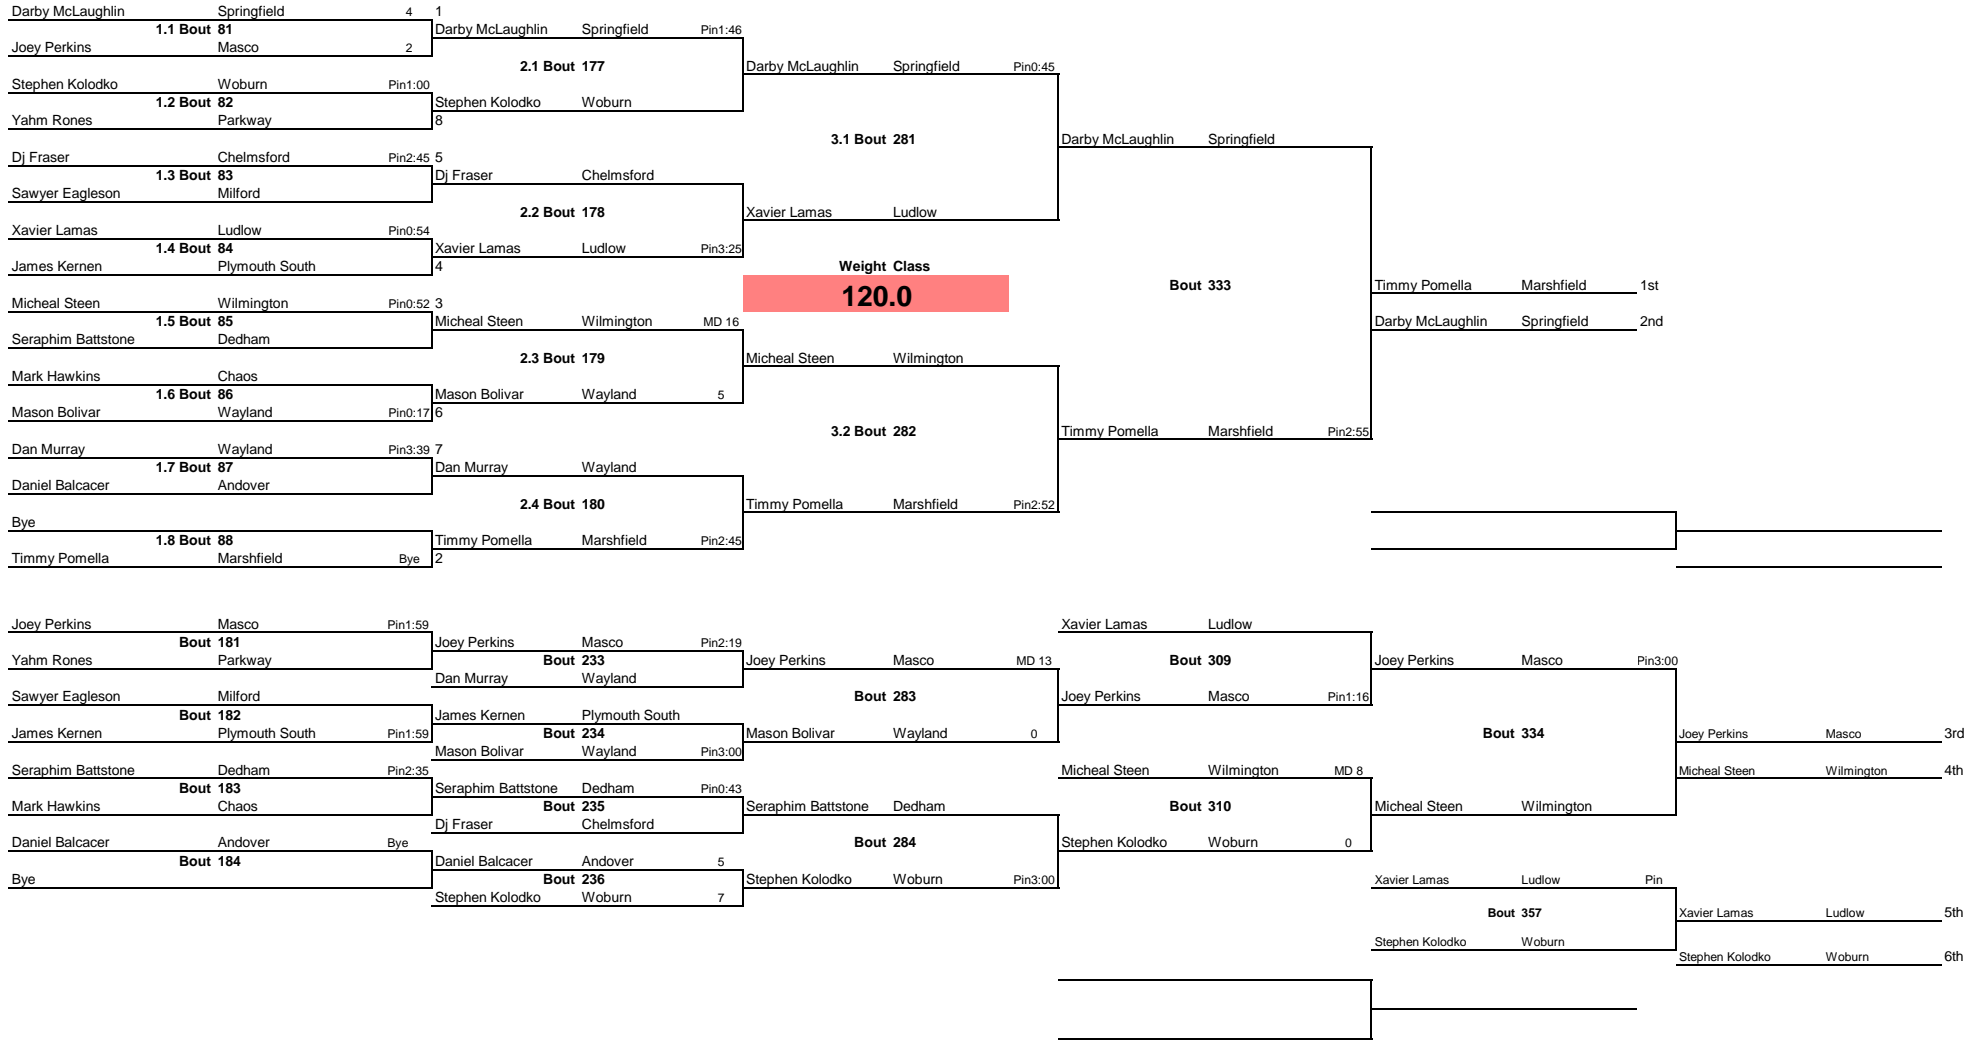 Darby McLaughlin Springfield 4 1
1.1 Bout 81 Darby McLaughlin Springfield Pin1:46
Joey Perkins Masco 2
2.1 Bout 177 Darby McLaughlin Springfield Pin0:45
Stephen Kolodko Woburn Pin1:00
1.2 Bout 82 Stephen Kolodko Woburn
Yahm Rones Parkway 8
3.1 Bout 281 Darby McLaughlin Springfield
Dj Fraser Chelmsford Pin2:45 5
1.3 Bout 83 Dj Fraser Chelmsford
Sawyer Eagleson Milford
2.2 Bout 178 Xavier Lamas Ludlow
Xavier Lamas Ludlow Pin0:54
1.4 Bout 84 Xavier Lamas Ludlow Pin3:25
James Kernen Plymouth South 4 Weight Class
Bout 333 Timmy Pomella Marshfield 1st
Micheal Steen Wilmington Pin0:52 3 120.0
1.5 Bout 85 Micheal Steen Wilmington MD 16 Darby McLaughlin Springfield 2nd
Seraphim Battstone Dedham
2.3 Bout 179 Micheal Steen Wilmington
Mark Hawkins Chaos
1.6 Bout 86 Mason Bolivar Wayland 5
Mason Bolivar Wayland Pin0:17 6
3.2 Bout 282 Timmy Pomella Marshfield Pin2:55
Dan Murray Wayland Pin3:39 7
1.7 Bout 87 Dan Murray Wayland
Daniel Balcacer Andover
2.4 Bout 180 Timmy Pomella Marshfield Pin2:52
Bye
1.8 Bout 88 Timmy Pomella Marshfield Pin2:45
Timmy Pomella Marshfield Bye 2
Joey Perkins Masco Pin1:59 Xavier Lamas Ludlow
Bout 181 Joey Perkins Masco Pin2:19
Yahm Rones Parkway Bout 233 Joey Perkins Masco MD 13 Bout 309 Joey Perkins Masco Pin3:00
Dan Murray Wayland
Sawyer Eagleson Milford Bout 283 Joey Perkins Masco Pin1:16
Bout 182 James Kernen Plymouth South
James Kernen Plymouth South Pin1:59 Bout 234 Mason Bolivar Wayland 0 Bout 334 Joey Perkins Masco 3rd
Mason Bolivar Wayland Pin3:00
Seraphim Battstone Dedham Pin2:35 Micheal Steen Wilmington MD 8 Micheal Steen Wilmington 4th
Bout 183 Seraphim Battstone Dedham Pin0:43
Mark Hawkins Chaos Bout 235 Seraphim Battstone Dedham Bout 310 Micheal Steen Wilmington
Dj Fraser Chelmsford
Daniel Balcacer Andover Bye Bout 284 Stephen Kolodko Woburn 0
Bout 184 Daniel Balcacer Andover 5
Bye Bout 236 Stephen Kolodko Woburn Pin3:00 Xavier Lamas Ludlow Pin
Stephen Kolodko Woburn 7
Bout 357 Xavier Lamas Ludlow 5th
Stephen Kolodko Woburn
Stephen Kolodko Woburn 6th